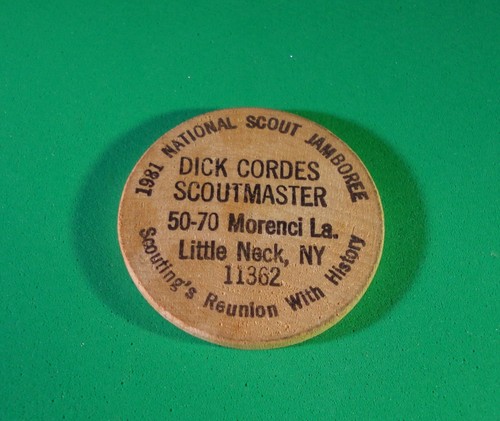 1981 NATIONAL SCOUT JAMBOREE
DICK CORDES
SCOUTMASTER
50-70 Morenci La.
Little Neck, NY
11362
Scouting's Reunion With History